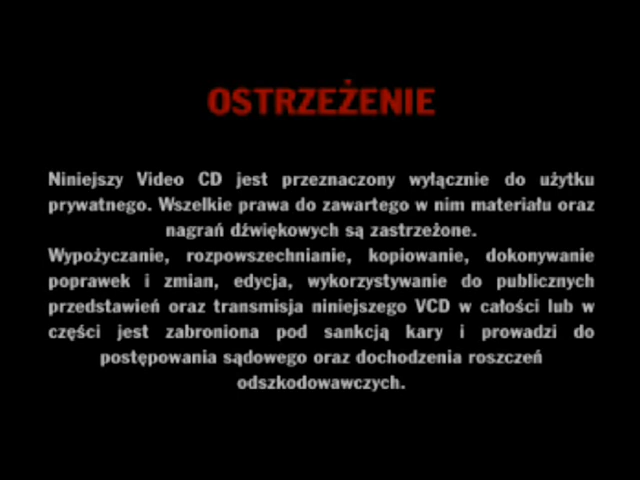 OSTRZEŻENIE
Niniejszy Video CD jest przeznaczony wyłącznie do użytku
prywatnego. Wszelkie prawa do zawartego w nim materiału oraz
nagrań dźwiękowych są zastrzeżone.
Wypożyczanie, rozpowszechnianie, kopiowanie, dokonywanie
poprawek i zmian, edycja, wykorzystywanie do publicznych
przedstawień oraz transmisja niniejszego VCD w całości lub w
części jest zabroniona pod sankcją kary i prowadzi do
postępowania sądowego oraz dochodzenia roszczeń
odszkodowawczych.